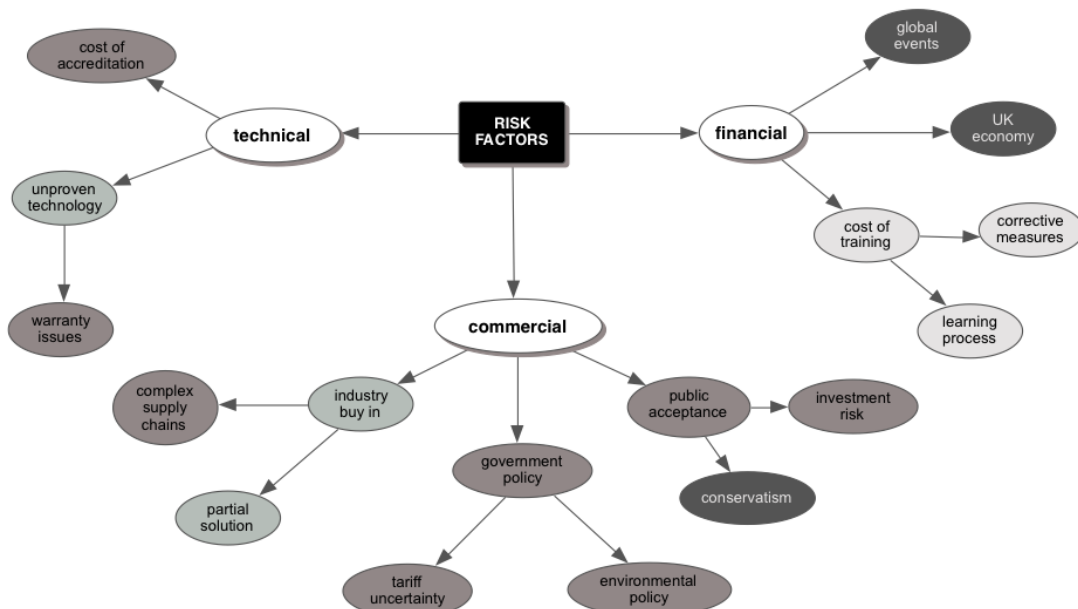 global
events
cost of
accreditation
RISK
FACTORS
technical
financial
UK
economy
unproven
technology
cost of
training
corrective
measures
warranty
issues
learning
process
commercial
complex
supply
chains
industry
buy in
public
acceptance
investment
risk
government
policy
conservatism
partial
solution
tariff
uncertainty
environmental
policy